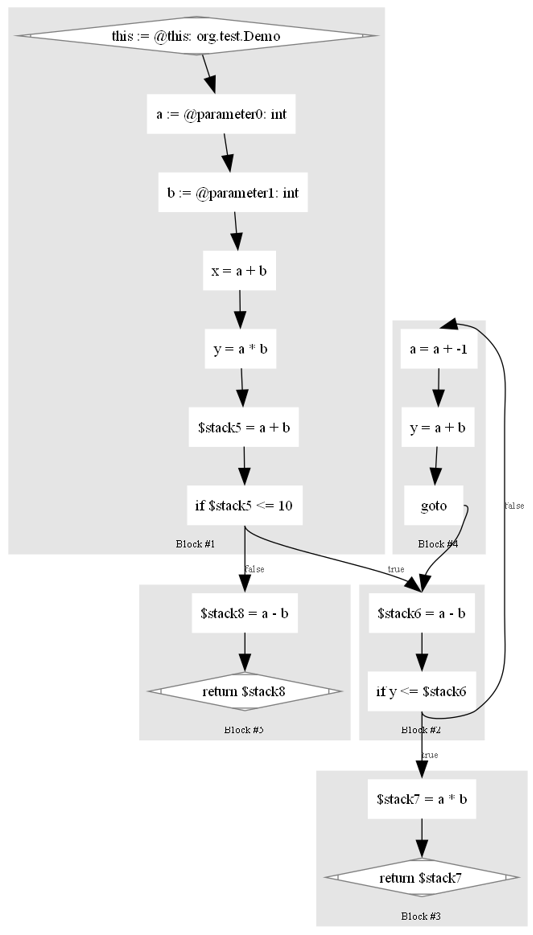 this := @this: org.test.Demo
a := @parameter0: int
b := @parameter1: int
x = a + b
y = a * b
$stack5 = a + b
if $stack5 <= 10
Block #1
a = a + -1
y = a + b
goto
Block #4
false
false
true
$stack8 = a - b
return $stack8
Block #5
$stack6 = a - b
if y <= $stack6
Block #2
true
$stack7 = a * b
return $stack7
Block #3